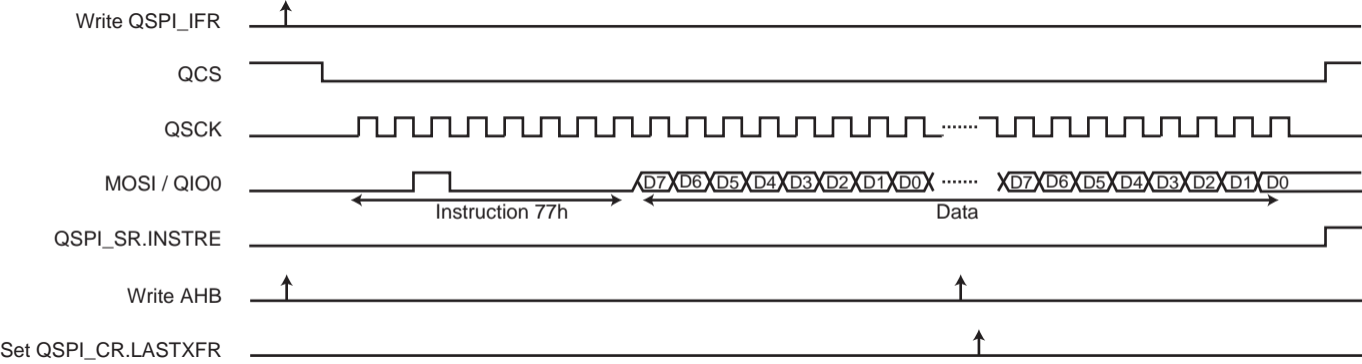 Write QSPI_IFR
QCS
QSCK
MOSI / QIO0
D7 D6 D5 D4 D3 D2 D1 D0 ....... D7 D6 D5 D4 D3 D2 D1 D0
Instruction 77h Data
QSPI_SR.INSTRE
Write AHB
Set QSPI_CR.LASTXFR